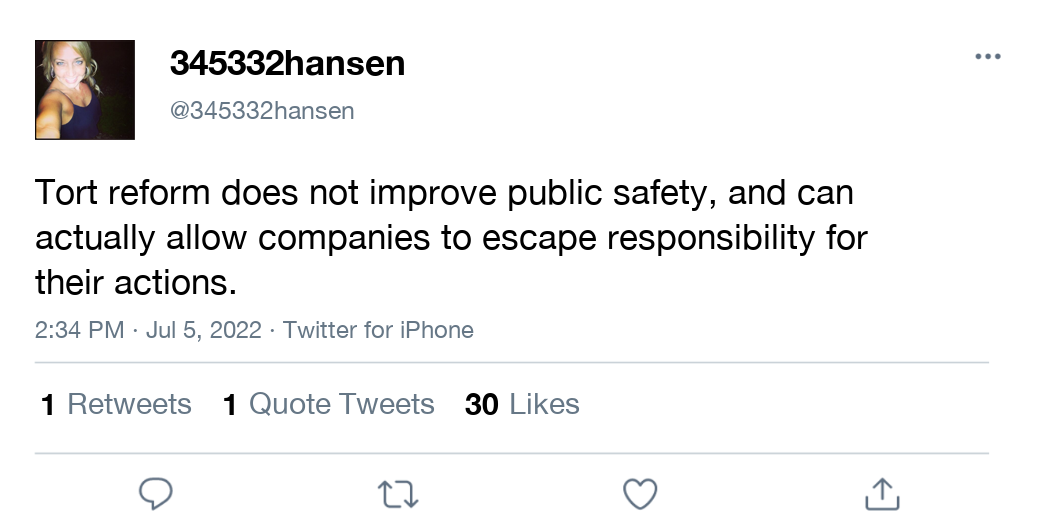 345332hansen
@345332hansen
Tort reform does not improve public safety, and can
actually allow companies to escape responsibility for
their actions.
2:34 PM · Jul 5, 2022 · Twitter for iPhone
1 Retweets 1 Quote Tweets 30 Likes